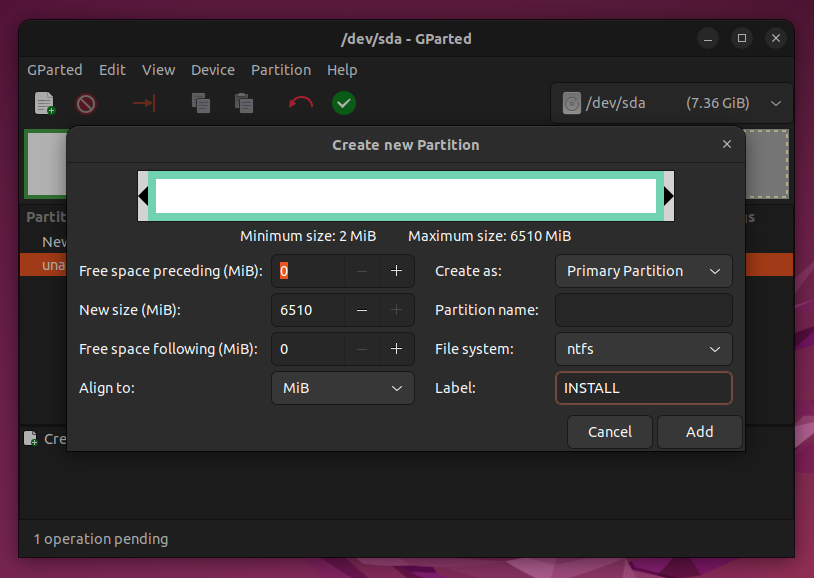 /dev/sda - GParted
GParted Edit View Device Partition Help
/dev/sda (7.36 GiB)
Create new Partition
Minimum size: 2 MiB Maximum size: 6510 MiB
Free space preceding (MiB): 0 Create as: Primary Partition
New size (MiB): 6510 Partition name:
Free space following (MiB): 0 File system: ntfs
Align to: MiB Label: INSTALL
Cancel Add
Partit
s
New
una
Cre
1 operation pending